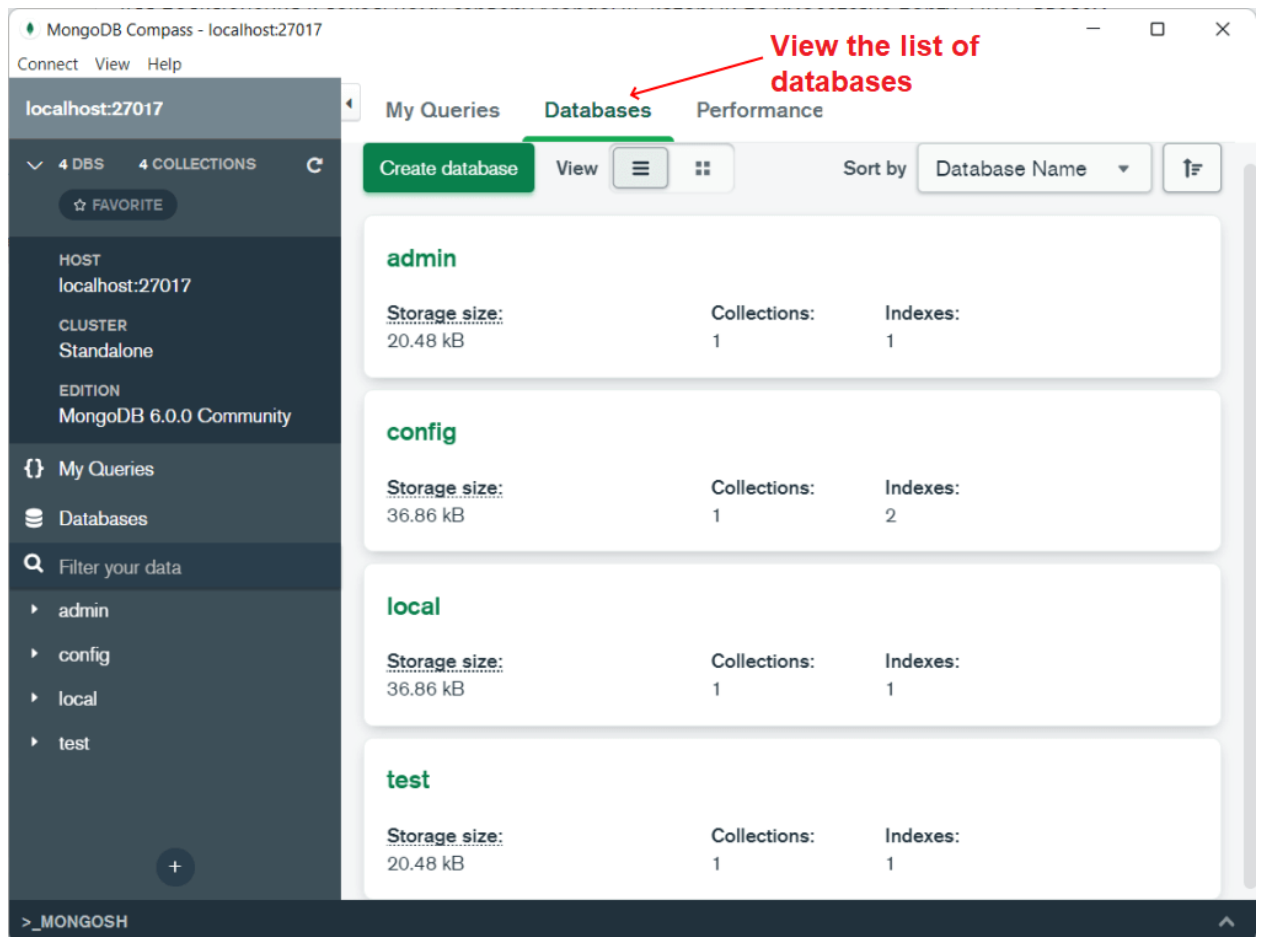 MongoDB Compass - localhost:27017
Connect View Help
View the list of
databases
localhost:27017
My Queries Databases Performance
4 DBS 4 COLLECTIONS
FAVORITE
Create database View Sort by Database Name
HOST
localhost:27017
CLUSTER
Standalone
EDITION
MongoDB 6.0.0 Community
{} My Queries
Databases
Filter your data
admin
config
local
test
+
admin
Storage size: Collections: Indexes:
20.48 kB 1 1
config
Storage size: Collections: Indexes:
36.86 kB 1 2
local
Storage size: Collections: Indexes:
36.86 kB 1 1
test
Storage size: Collections: Indexes:
20.48 kB 1 1
>_MONGOSH